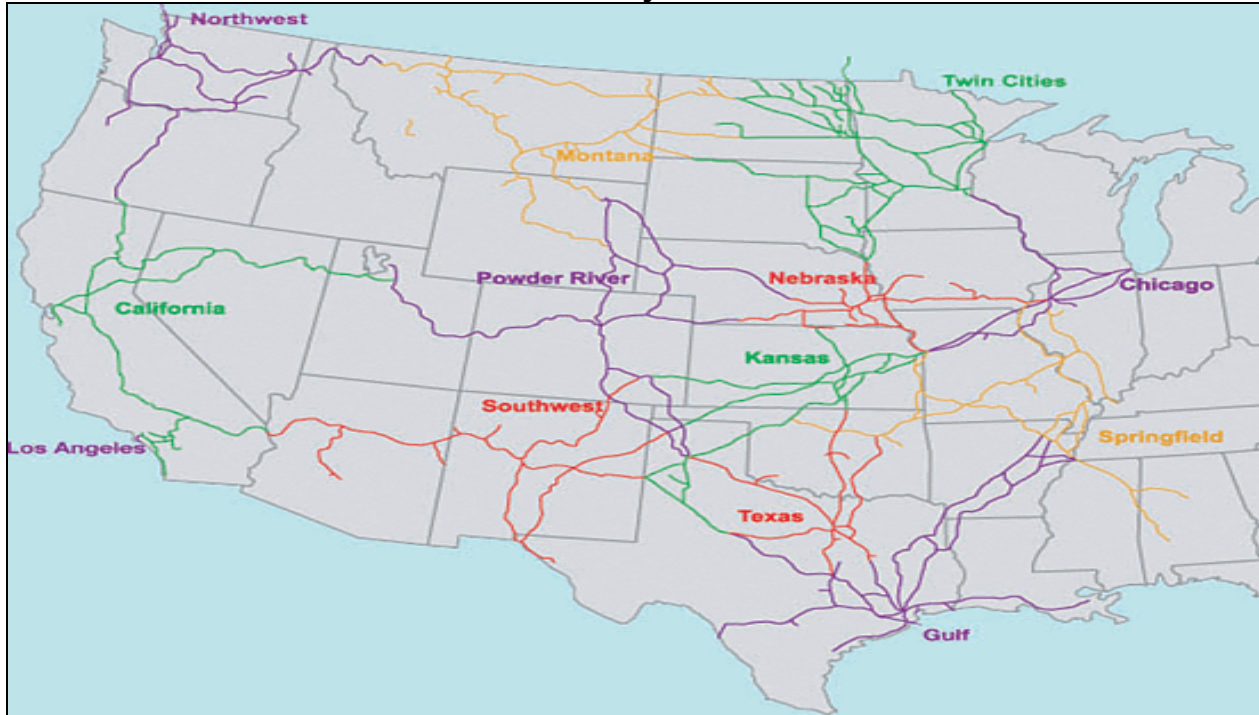 Northwest
Twin Cities
Montana
Powder River
Nebraska
Chicago
California
Kansas
Southwest
Springfield
Los Angeles
Texas
Gulf